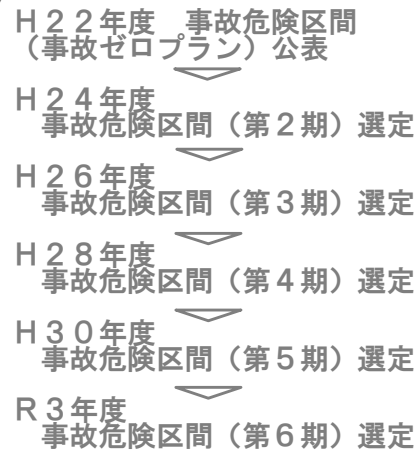 Ｈ２２年度　事故危険区間
（事故ゼロプラン）公表
Ｈ２４年度
事故危険区間（第２期）選定
Ｈ２６年度
事故危険区間（第３期）選定
Ｈ２８年度
事故危険区間（第４期）選定
Ｈ３０年度
事故危険区間（第５期）選定
Ｒ３年度
事故危険区間（第６期）選定